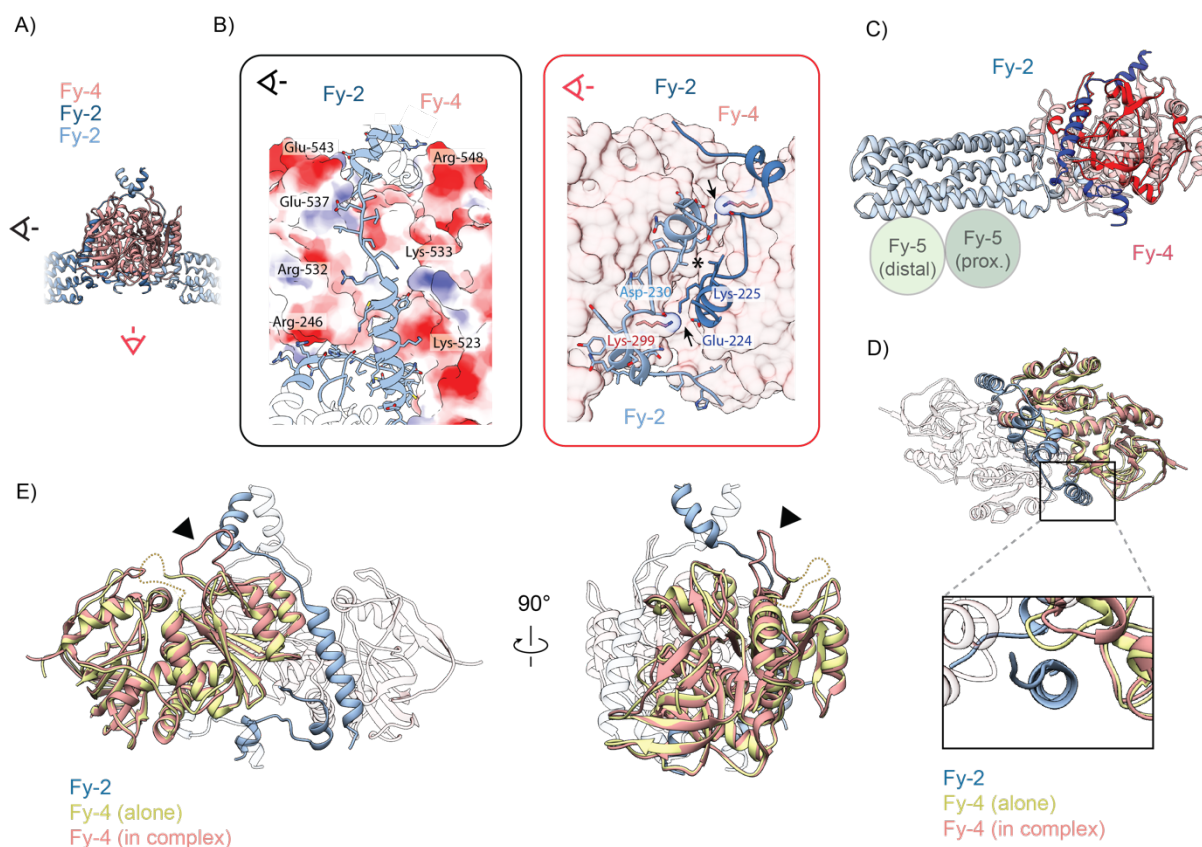 A)
Fy-4
Fy-2
Fy-2
B)
Fy-2
Fy-4
Glu-543
Arg-548
Glu-537
Lys-533
Arg-532
Arg-246
Lys-523
Fy-2
Fy-4
*
Asp-230
Lys-225
Lys-299
Glu-224
Fy-2
C)
Fy-2
Fy-5
(distal)
Fy-5
(prox.)
Fy-4
D)
Fy-2
Fy-4 (alone)
Fy-4 (in complex)
E)
90°
Fy-2
Fy-4 (alone)
Fy-4 (in complex)